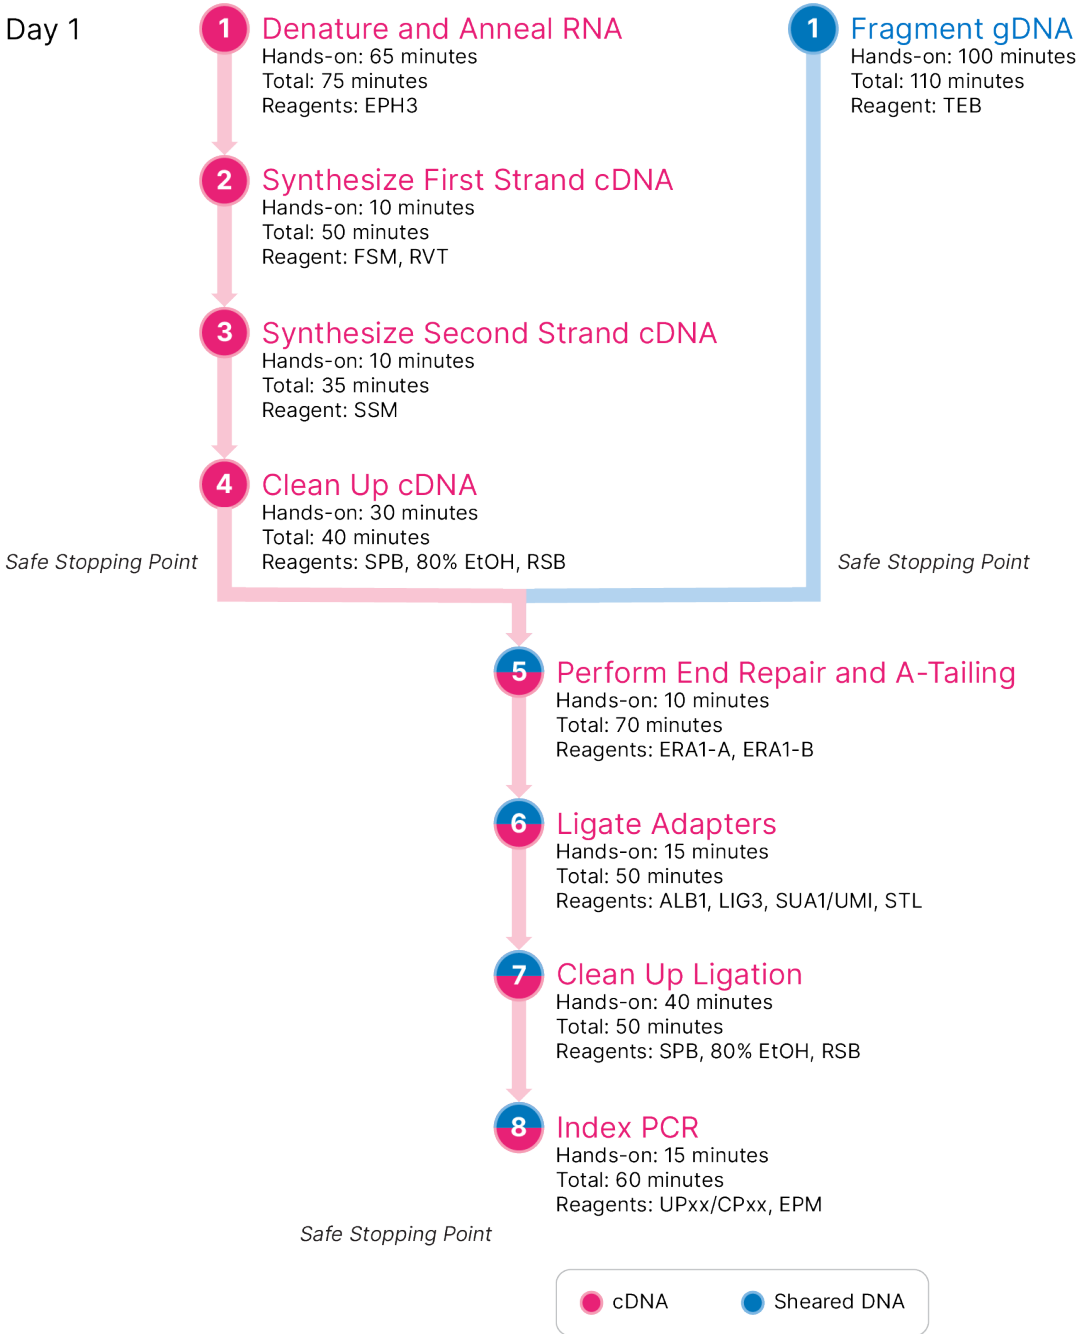 Day 1
1
Denature and Anneal RNA
Hands-on: 65 minutes
Total: 75 minutes
Reagents: EPH3
1
Fragment gDNA
Hands-on: 100 minutes
Total: 110 minutes
Reagent: TEB
2
Synthesize First Strand cDNA
Hands-on: 10 minutes
Total: 50 minutes
Reagent: FSM, RVT
3
Synthesize Second Strand cDNA
Hands-on: 10 minutes
Total: 35 minutes
Reagent: SSM
4
Clean Up cDNA
Hands-on: 30 minutes
Total: 40 minutes
Reagents: SPB, 80% EtOH, RSB
Safe Stopping Point
Safe Stopping Point
5
Perform End Repair and A-Tailing
Hands-on: 10 minutes
Total: 70 minutes
Reagents: ERA1-A, ERA1-B
6
Ligate Adapters
Hands-on: 15 minutes
Total: 50 minutes
Reagents: ALB1, LIG3, SUA1/UMI, STL
7
Clean Up Ligation
Hands-on: 40 minutes
Total: 50 minutes
Reagents: SPB, 80% EtOH, RSB
8
Index PCR
Hands-on: 15 minutes
Total: 60 minutes
Reagents: UPxx/CPxx, EPM
Safe Stopping Point
cDNA
Sheared DNA